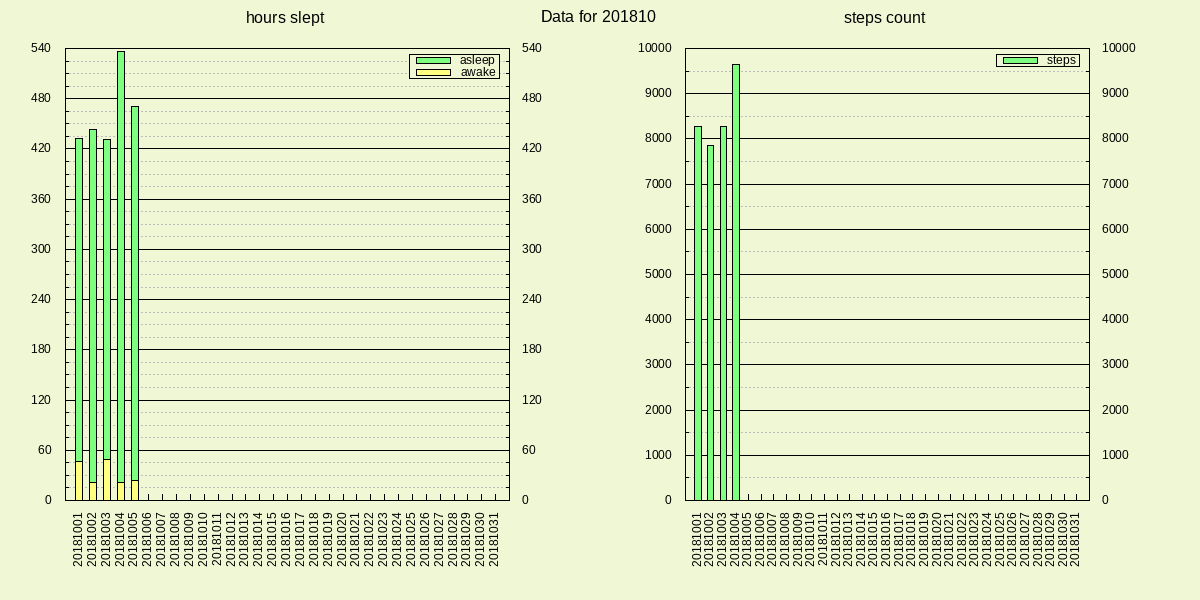 hours slept
Data for 201810
steps count
asleep
awake
steps
540 480 420 360 300 240 180 120 60 0
540 480 420 360 300 240 180 120 60 0
10000 9000 8000 7000 6000 5000 4000 3000 2000 1000 0
10000 9000 8000 7000 6000 5000 4000 3000 2000 1000 0
20181001 20181002 20181003 20181004 20181005 20181006 20181007 20181008 20181009 20181010 20181011 20181012 20181013 20181014 20181015 20181016 20181017 20181018 20181019 20181020 20181021 20181022 20181023 20181024 20181025 20181026 20181027 20181028 20181029 20181030 20181031
20181001 20181002 20181003 20181004 20181005 20181006 20181007 20181008 20181009 20181010 20181011 20181012 20181013 20181014 20181015 20181016 20181017 20181018 20181019 20181020 20181021 20181022 20181023 20181024 20181025 20181026 20181027 20181028 20181029 20181030 20181031